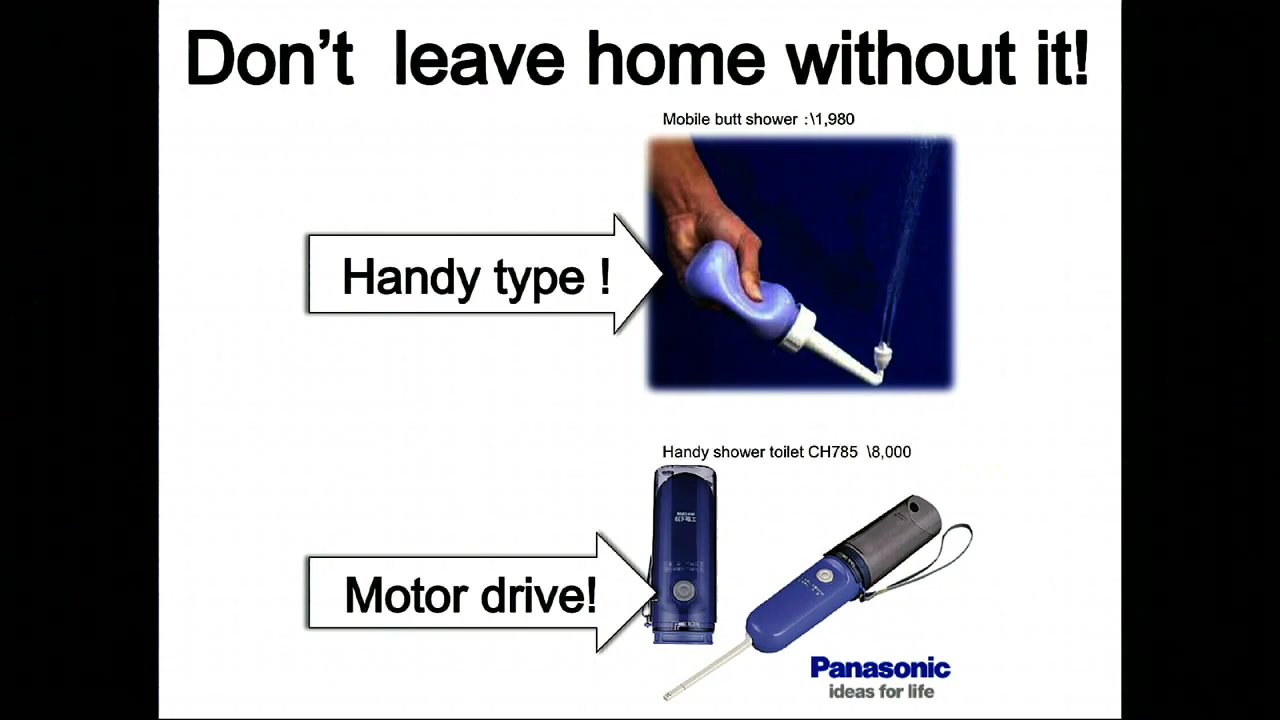 Don't leave home without it!
Mobile butt shower :\1,980
Handy type !
Handy shower toilet CH785 \8,000
Motor drive!
Panasonic
ideas for life